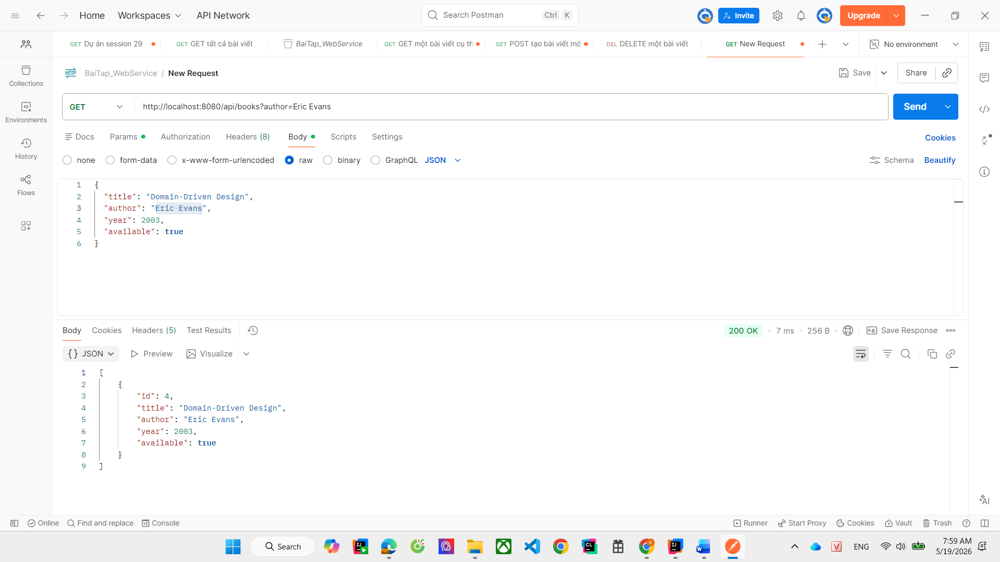 Home
Workspaces
API Network
Search Postman
Ctrl K
Invite
Upgrade
GET Dự án session 29
GET GET tất cả bài viết
BaiTap_WebService
GET GET một bài viết cụ th
POST POST tạo bài viết mớ
DEL DELETE một bài viết
GET New Request
No environment
Collections
Environments
History
Flows
HTTP
BaiTap_WebService / New Request
Save
Share
GET
http://localhost:8080/api/books?author=Eric Evans
Send
Docs
Params
Authorization
Headers (8)
Body
Scripts
Settings
Cookies
none
form-data
x-www-form-urlencoded
raw
binary
GraphQL
JSON
Schema
Beautify
1 {
2 "title": "Domain-Driven Design",
3 "author": "Eric Evans",
4 "year": 2003,
5 "available": true
6 }
Body
Cookies
Headers (5)
Test Results
200 OK
7 ms
256 B
e.g.
Save Response
{} JSON
Preview
Visualize
1 [
2 {
3 "id": 4,
4 "title": "Domain-Driven Design",
5 "author": "Eric Evans",
6 "year": 2003,
7 "available": true
8 }
9 ]
AI
Online
Find and replace
Console
Runner
Start Proxy
Cookies
Vault
Trash
Search
ENG
7:59 AM
5/19/2026